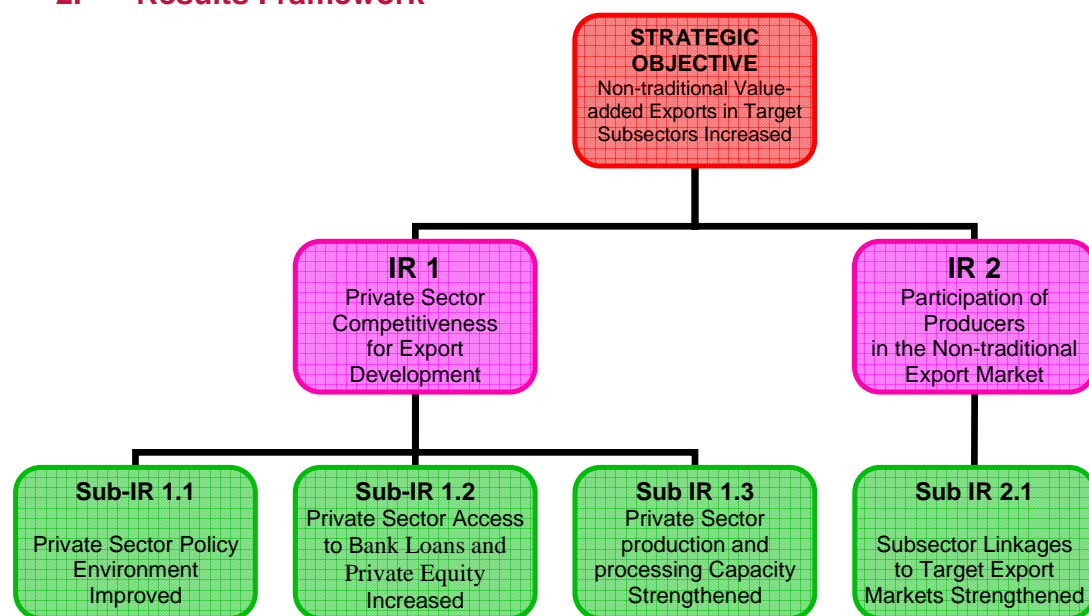 2. Results Framework
STRATEGIC
OBJECTIVE
Non-traditional Value-
added Exports in Target
Subsectors Increased
IR 1
Private Sector
Competitiveness
for Export
Development
IR 2
Participation of
Producers
in the Non-traditional
Export Market
Sub-IR 1.1
Private Sector Policy
Environment
Improved
Sub-IR 1.2
Private Sector Access
to Bank Loans and
Private Equity
Increased
Sub IR 1.3
Private Sector
production and
processing Capacity
Strengthened
Sub IR 2.1
Subsector Linkages
to Target Export
Markets Strengthened